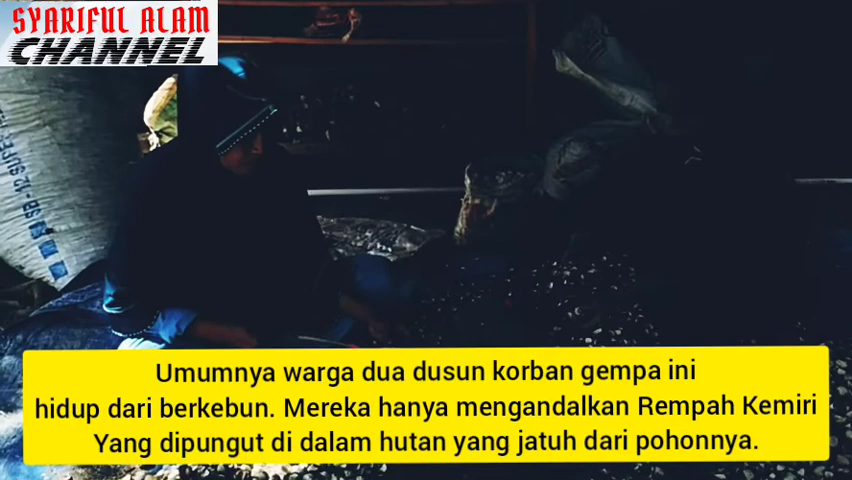 SYARIFUL ALAM
CHANNEL
Umumnya warga dua dusun korban gempa ini
hidup dari berkebun. Mereka hanya mengandalkan Rempah Kemiri
Yang dipungut di dalam hutan yang jatuh dari pohonnya.